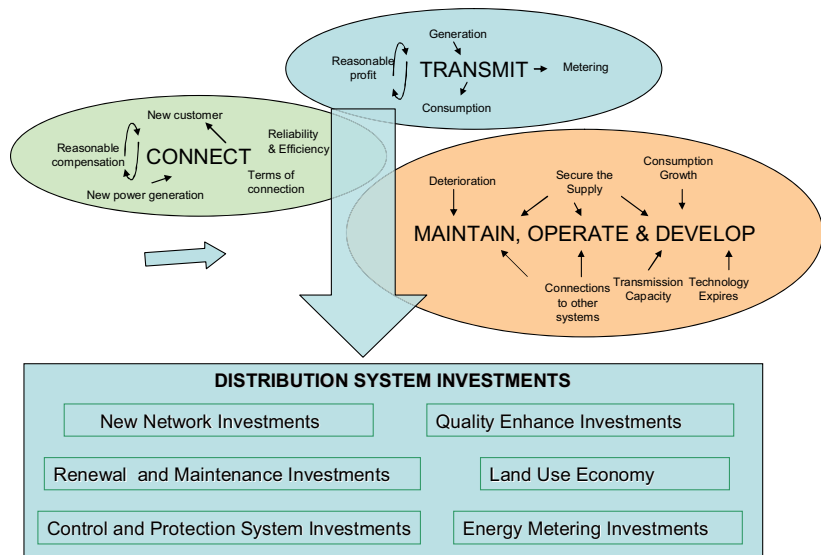 Generation
Reasonable
profit
TRANSMIT
Metering
Consumption
New customer
Reliability
& Efficiency
Reasonable
compensation
CONNECT
Terms of
connection
New power generation
Deterioration
Secure the
Supply
Consumption
Growth
MAINTAIN, OPERATE & DEVELOP
Connections
to other
systems
Transmission
Capacity
Technology
Expires
DISTRIBUTION SYSTEM INVESTMENTS
New Network Investments
Quality Enhance Investments
Renewal and Maintenance Investments
Land Use Economy
Control and Protection System Investments
Energy Metering Investments